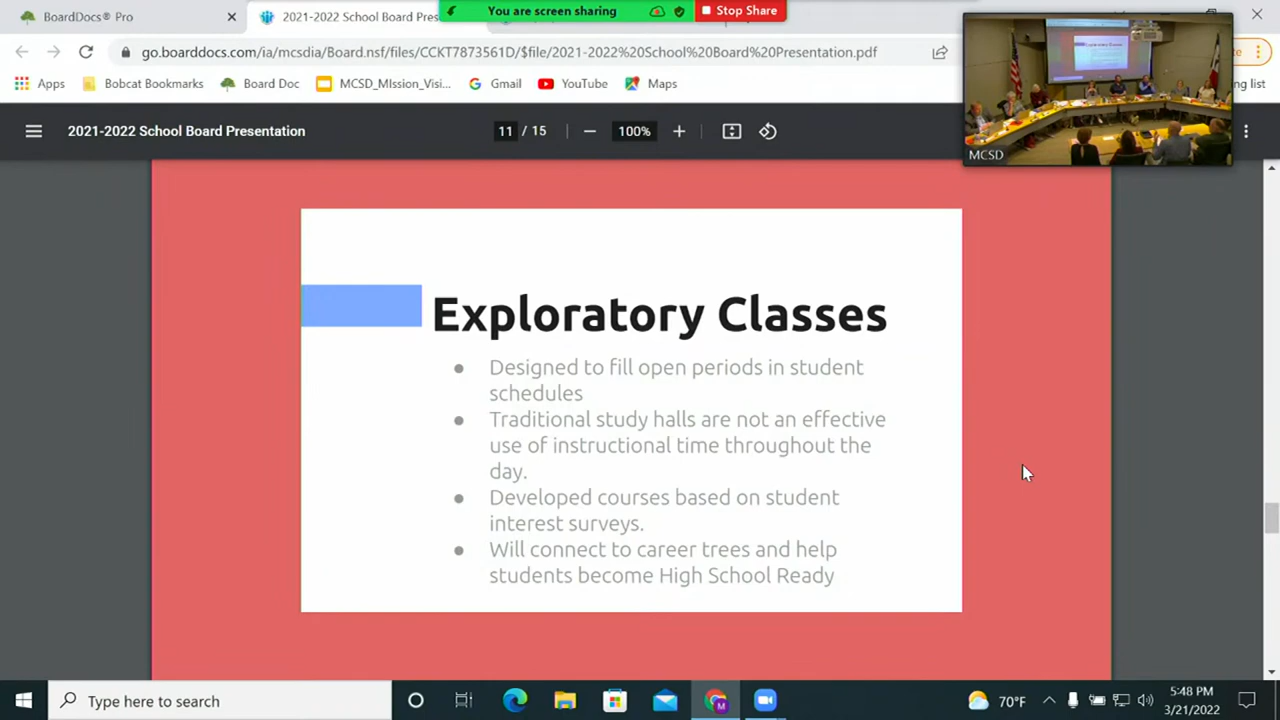 BoardDocs® Pro
2021-2022 School Board Pres
You are screen sharing
Stop Share
go.boarddocs.com/ia/mcsdia/Board.nsf/files/CCKT7873561D/$file/2021-2022%20School%20Board%20Presentation.pdf
Apps
Bobcat Bookmarks
Board Doc
MCSD_MIssion_Visi...
Gmail
YouTube
Maps
2021-2022 School Board Presentation
11 / 15
100%
MCSD
Exploratory Classes
Exploratory Classes
• Designed to fill open periods in student
schedules
• Traditional study halls are not an effective
use of instructional time throughout the
day.
• Developed courses based on student
interest surveys.
• Will connect to career trees and help
students become High School Ready
Type here to search
70°F
5:48 PM
3/21/2022